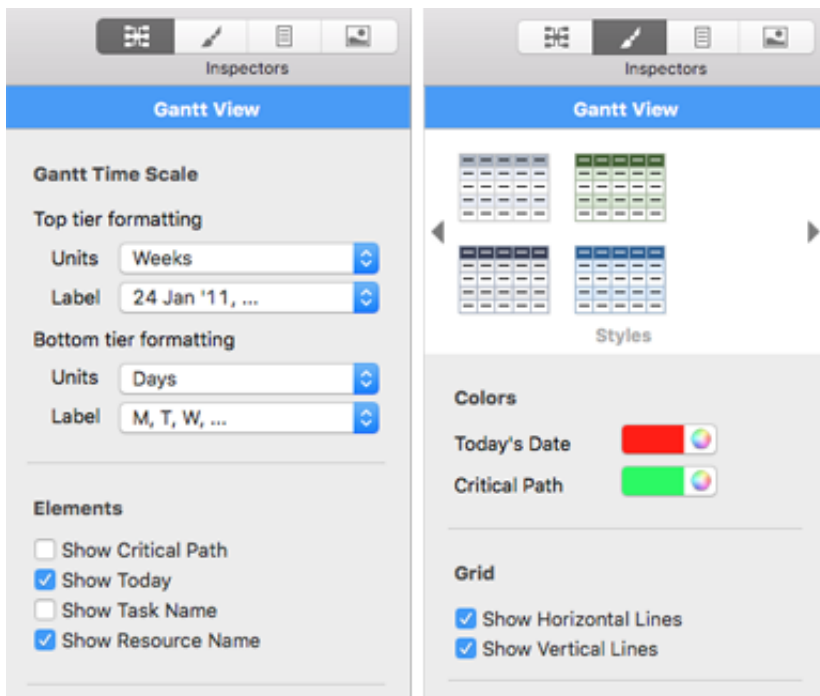 Inspectors
Gantt View
Gantt Time Scale
Top tier formatting
Units Weeks
Label 24 Jan '11, ...
Bottom tier formatting
Units Days
Label M, T, W, ...
Elements
Show Critical Path
Show Today
Show Task Name
Show Resource Name
Inspectors
Gantt View
Styles
Colors
Today's Date
Critical Path
Grid
Show Horizontal Lines
Show Vertical Lines